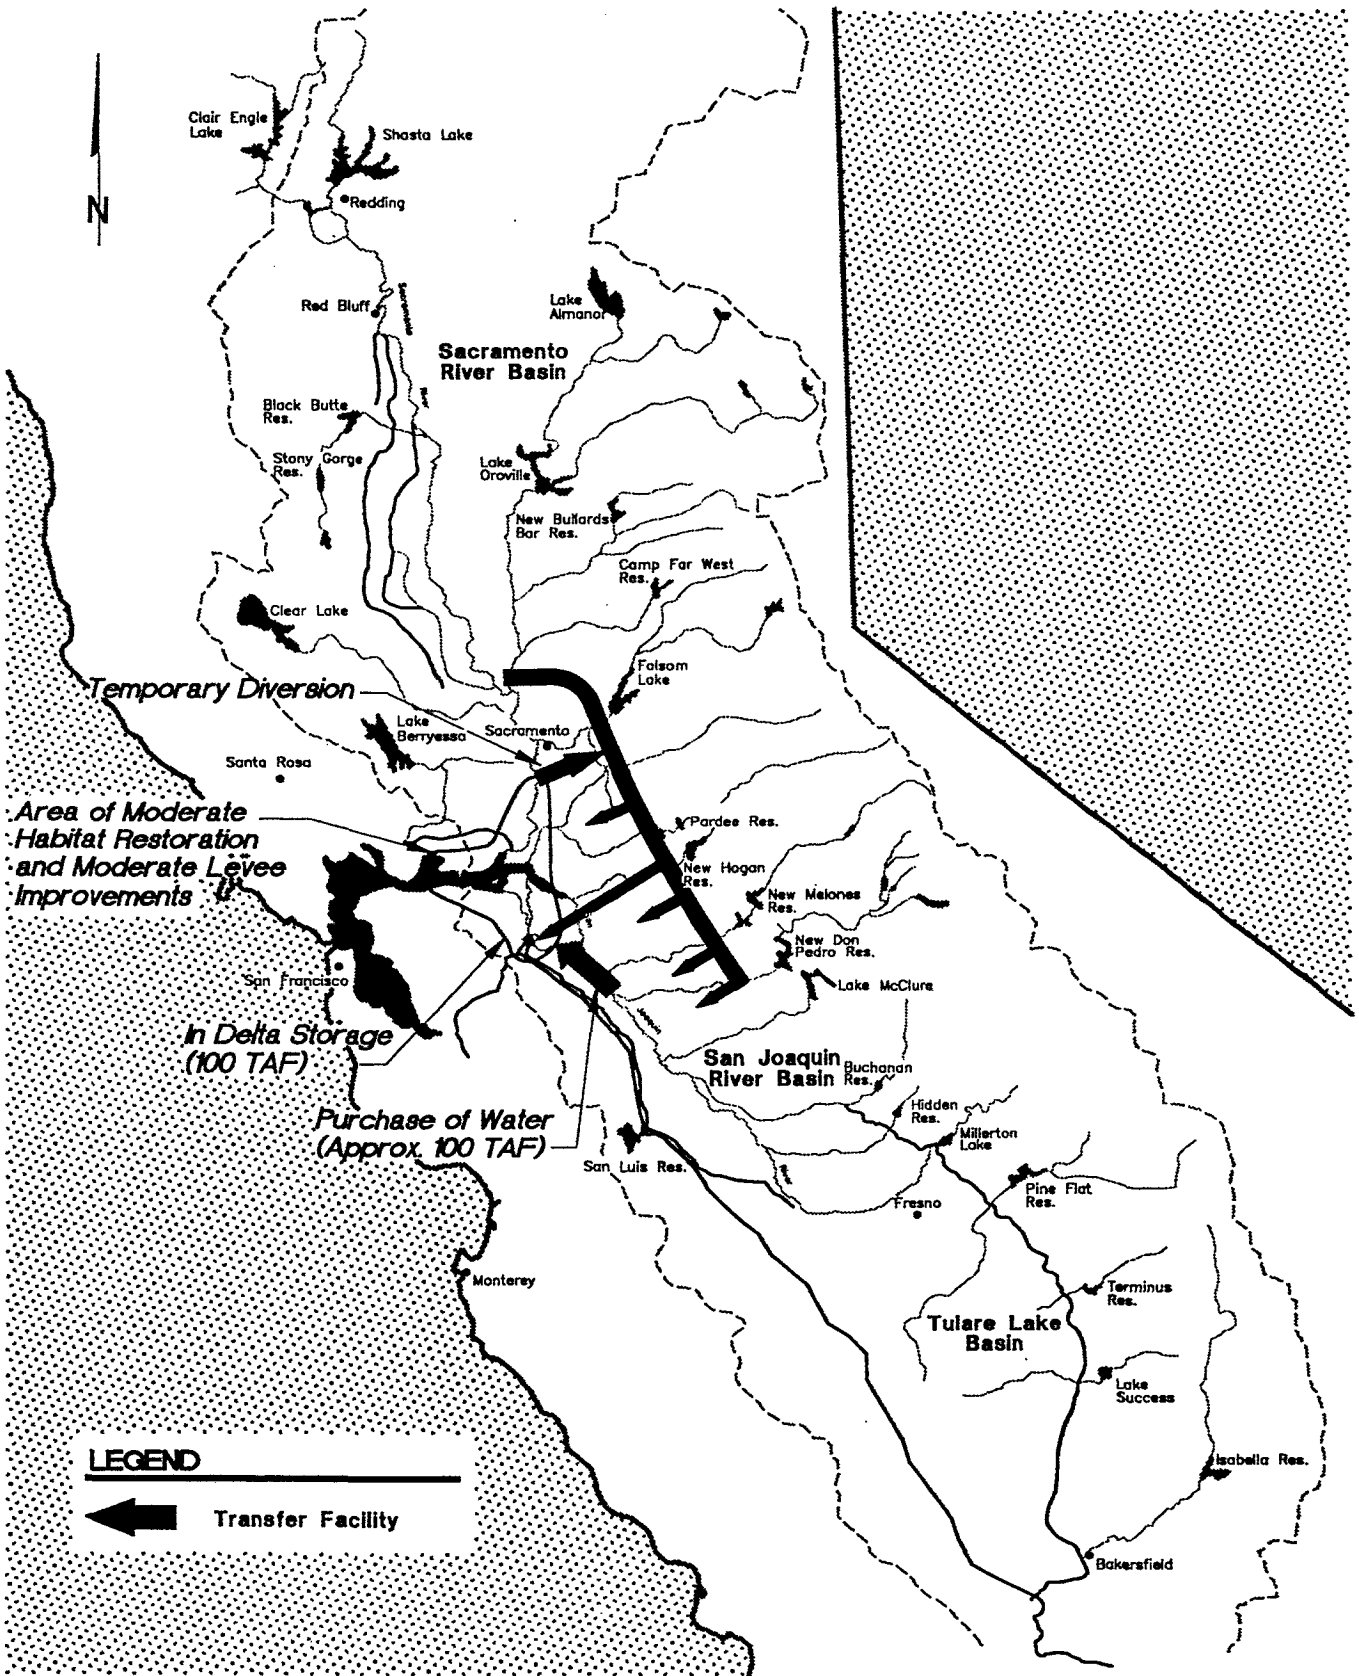 Clair Engle
Lake
Shasta Lake
N
Redding
Red Bluff
Sacramento
River
Lake
Almanor
Sacramento
River Basin
Black Butte
Res.
Stony Gorge
Res.
Lake
Oroville
New Bullards
Bar Res.
Camp Far West
Res.
Clear Lake
Folsom
Lake
Temporary Diversion
Lake
Berryessa
Sacramento
Santa Rosa
Area of Moderate
Habitat Restoration
and Moderate Levee
Improvements
Pardee Res.
New Hogan
Res.
New Melones
Res.
New Don
Pedro Res.
Lake McClure
San Francisco
In Delta Storage
(100 TAF)
Joaquin
San Joaquin
River Basin
Buchanan
Res.
Hidden
Res.
Millerton
Lake
Purchase of Water
(Approx. 100 TAF)
San Luis Res.
Pine Flat
Res.
Fresno
Monterey
Terminus
Res.
Tulare Lake
Basin
Lake
Success
Isabella Res.
Bakersfield
LEGEND
Transfer Facility